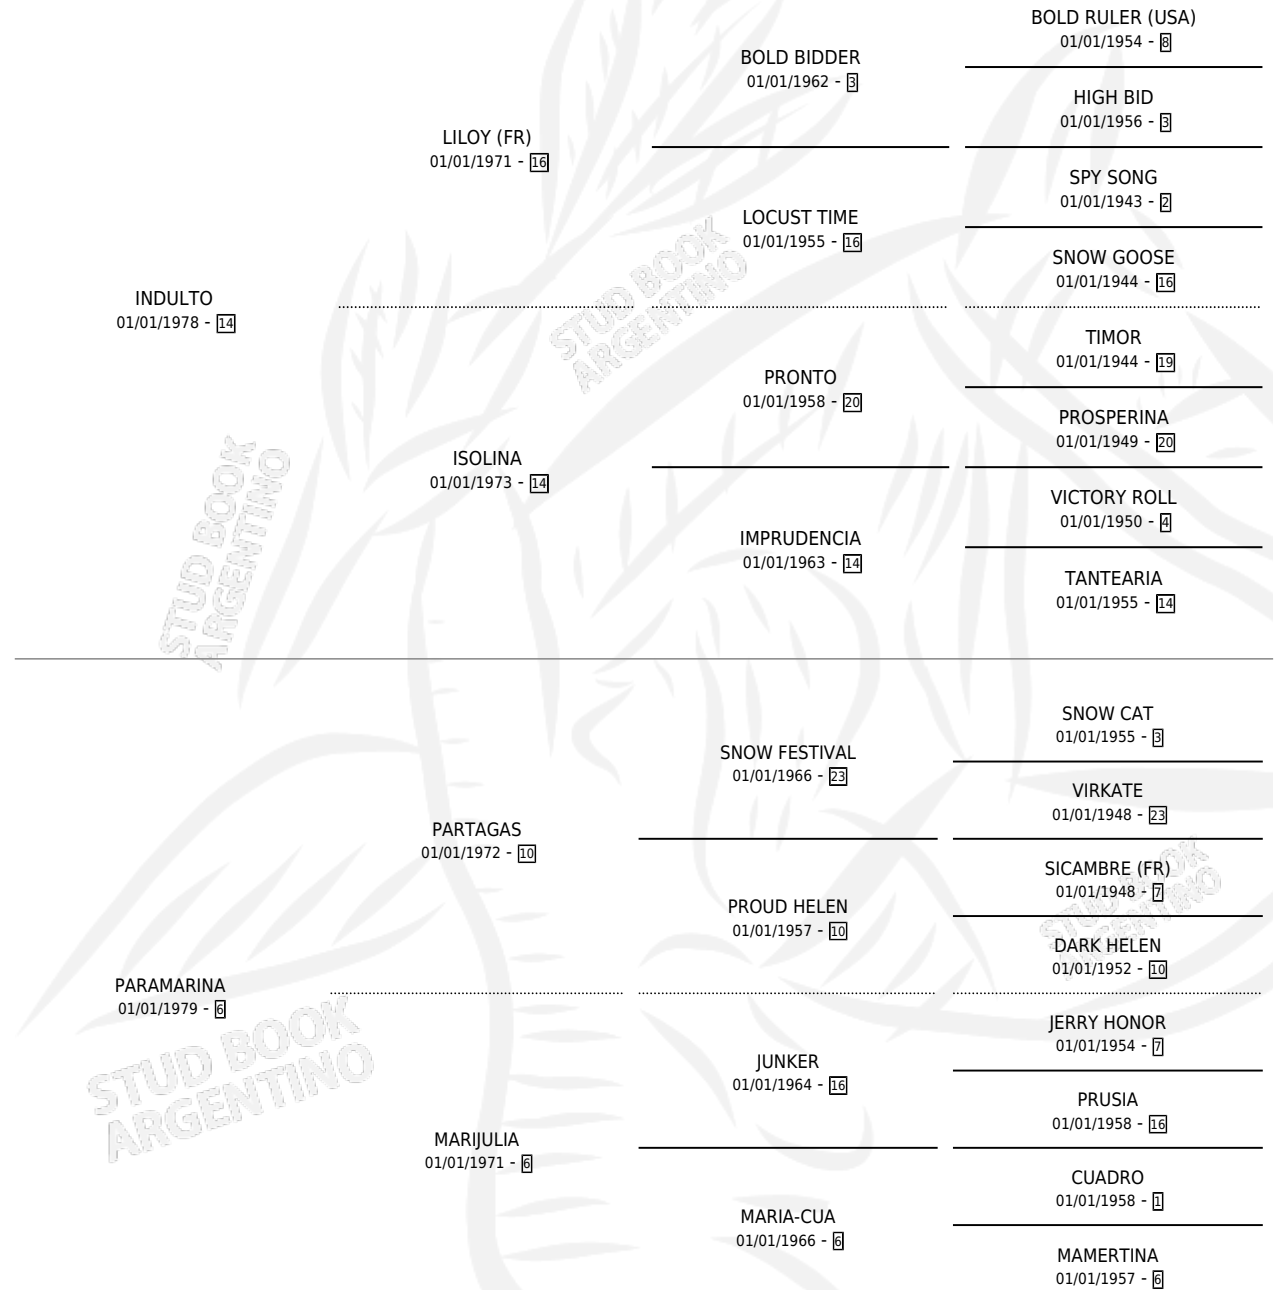 BOLD RULER (USA)
01/01/1954 - 8
BOLD BIDDER
01/01/1962 - 3
HIGH BID
01/01/1956 - 3
LILOY (FR)
01/01/1971 - 16
SPY SONG
01/01/1943 - 2
LOCUST TIME
01/01/1955 - 16
SNOW GOOSE
01/01/1944 - 16
INDULTO
01/01/1978 - 14
STUD BOOK
ARGENTINO
TIMOR
01/01/1944 - 19
PRONTO
01/01/1958 - 20
PROSPERINA
01/01/1949 - 20
ISOLINA
01/01/1973 - 14
VICTORY ROLL
01/01/1950 - 4
IMPRUDENCIA
01/01/1963 - 14
TANTEARIA
01/01/1955 - 14
STUD BOOK
ARGENTINO
SNOW CAT
01/01/1955 - 3
SNOW FESTIVAL
01/01/1966 - 23
VIRKATE
01/01/1948 - 23
PARTAGAS
01/01/1972 - 10
SICAMBRE (FR)
01/01/1948 - 7
PROUD HELEN
01/01/1957 - 10
STUD BOOK
ARGENTINO
DARK HELEN
01/01/1952 - 10
PARAMARINA
01/01/1979 - 6
STUD BOOK
ARGENTINO
JERRY HONOR
01/01/1954 - 7
JUNKER
01/01/1964 - 16
PRUSIA
01/01/1958 - 16
MARIJULIA
01/01/1971 - 6
CUADRO
01/01/1958 - 1
MARIA-CUA
01/01/1966 - 6
MAMERTINA
01/01/1957 - 6